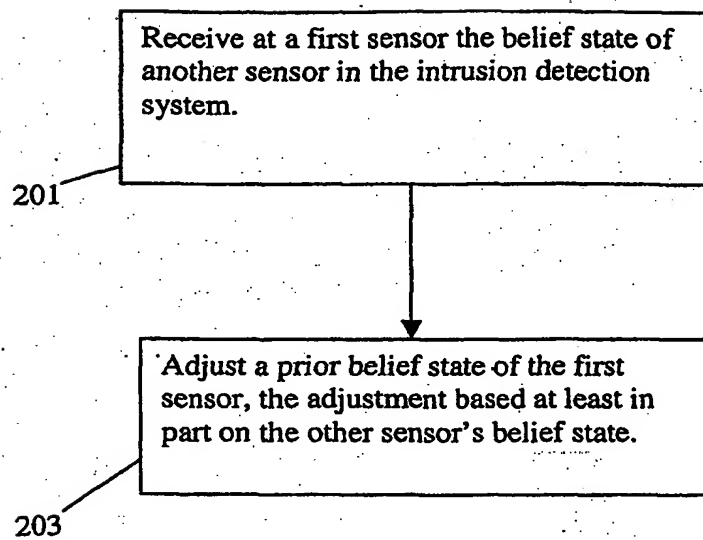 Receive at a first sensor the belief state of
another sensor in the intrusion detection
system.
201
Adjust a prior belief state of the first
sensor, the adjustment based at least in
part on the other sensor's belief state.
203